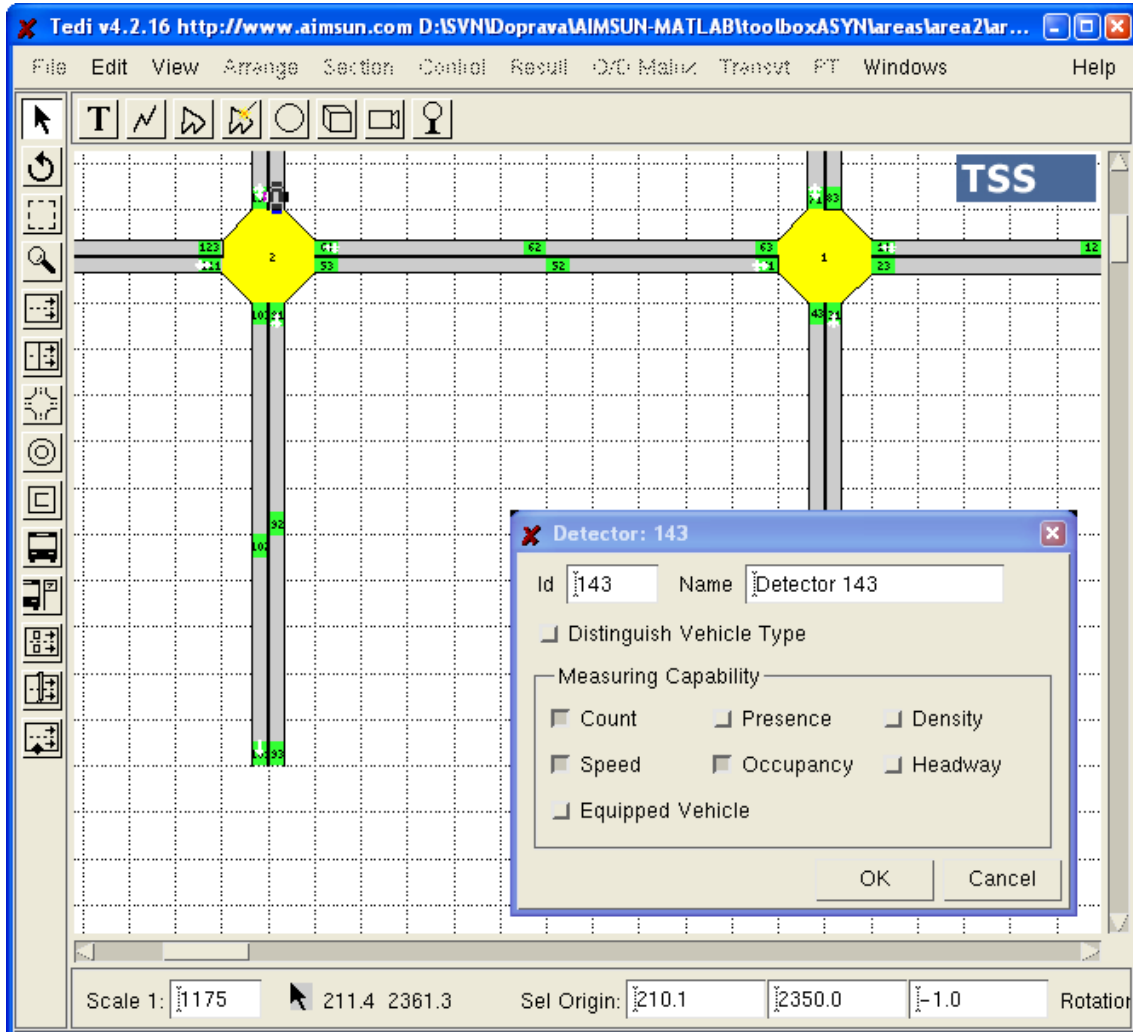 Tedi v4.2.16 http://www.aimsun.com D:\SVN\Doprava\AIMSUN-MATLAB\toolboxASYN\areas\area2\ar...
File Edit View Arrange Section Control Result O/D Matrix Transyt PT Windows Help
T
TSS
83
123 62 63 12
2 1
53 52 23
43
92
Detector: 143
Id 143 Name Detector 143
Distinguish Vehicle Type
Measuring Capability
Count Presence Density
Speed Occupancy Headway
Equipped Vehicle
93
OK Cancel
Scale 1: 1175 211.4 2361.3 Sel Origin: 210.1 2350.0 -1.0 Rotation